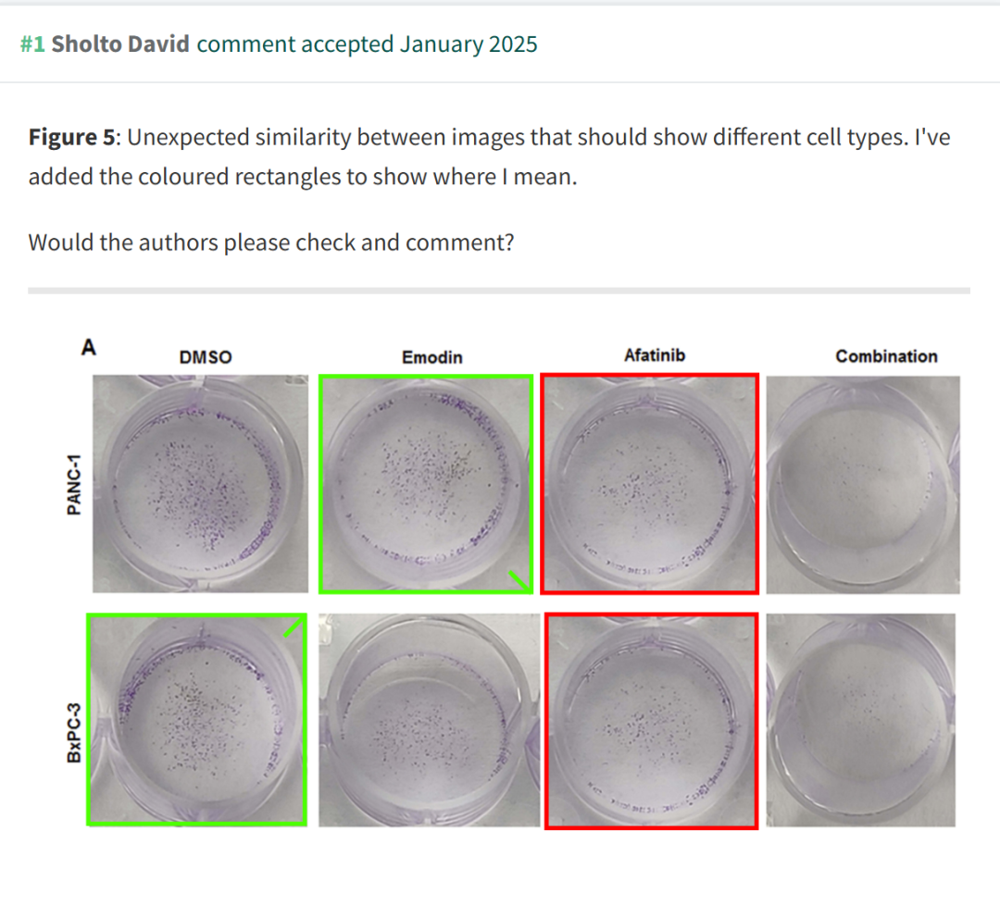 #1 Sholto David comment accepted January 2025
Figure 5: Unexpected similarity between images that should show different cell types. I've
added the coloured rectangles to show where I mean.
Would the authors please check and comment?
A
DMSO Emodin Afatinib Combination
PANC-1
BxPC-3